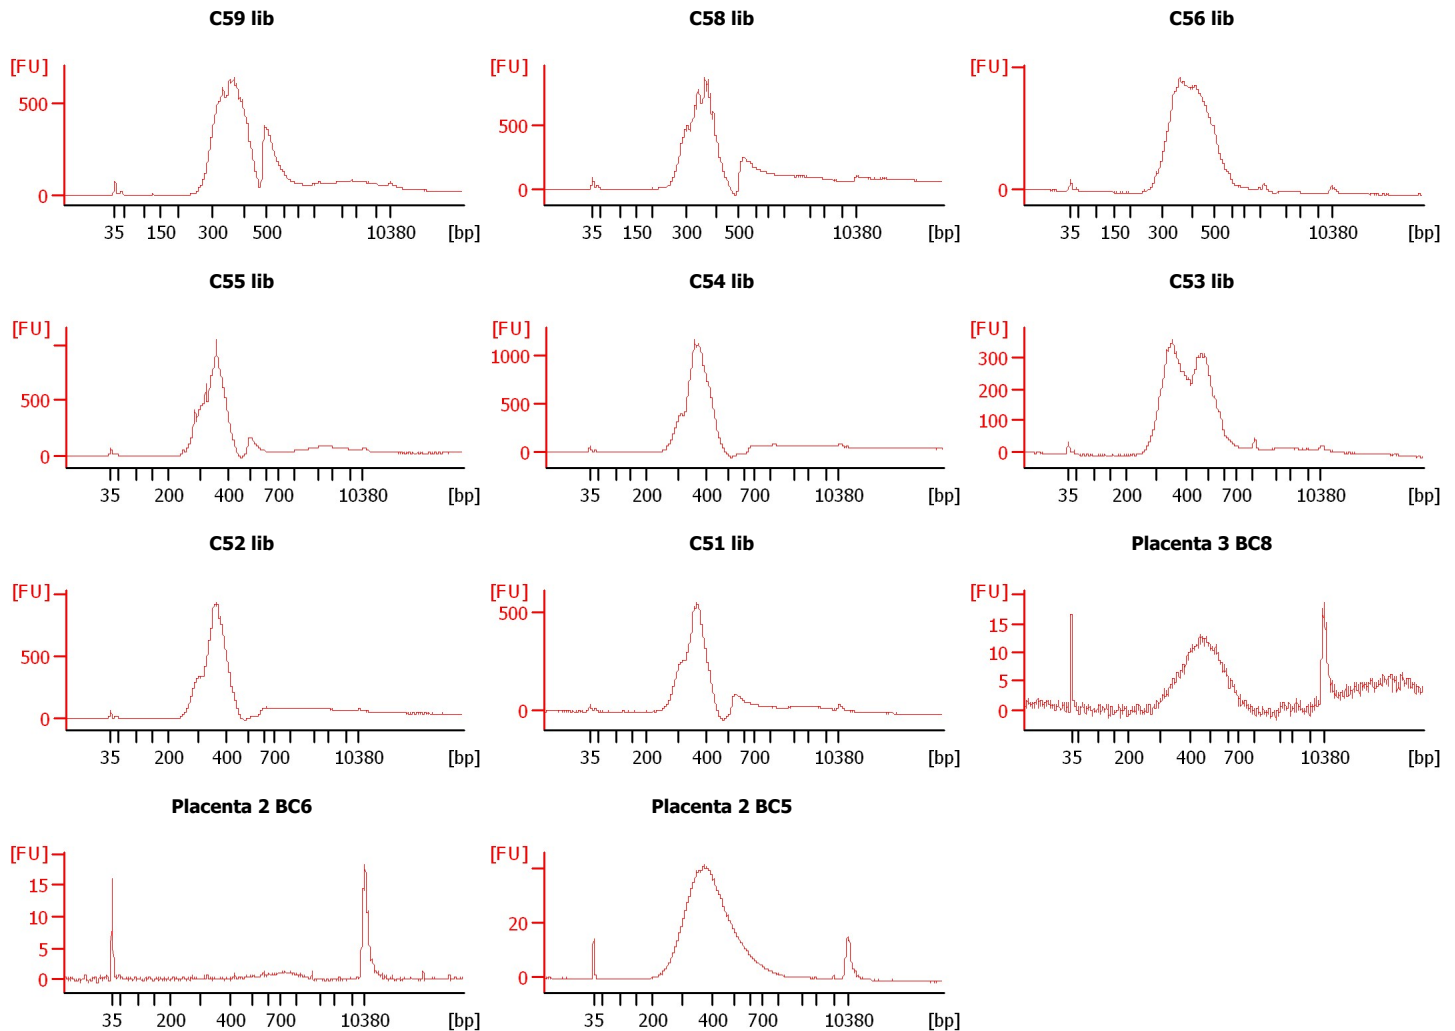 C59 lib
[FU]
500
0
35 150 300 500 10380 [bp]
C58 lib
[FU]
500
0
35 150 300 500 10380 [bp]
C56 lib
[FU]
0
35 150 300 500 10380 [bp]
C55 lib
[FU]
500
0
35 200 400 700 10380 [bp]
C54 lib
[FU]
1000
500
0
35 200 400 700 10380 [bp]
C53 lib
[FU]
300
200
100
0
35 200 400 700 10380 [bp]
C52 lib
[FU]
500
0
35 200 400 700 10380 [bp]
C51 lib
[FU]
500
0
35 200 400 700 10380 [bp]
Placenta 3 BC8
[FU]
15
10
5
0
35 200 400 700 10380 [bp]
Placenta 2 BC6
[FU]
15
10
5
0
35 200 400 700 10380 [bp]
Placenta 2 BC5
[FU]
20
0
35 200 400 700 10380 [bp]